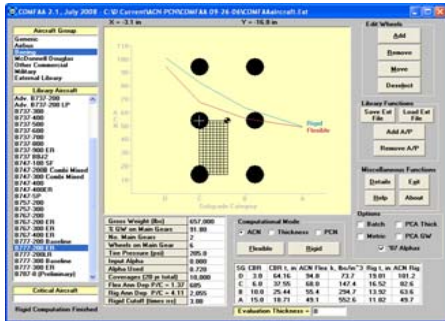 COMFAA 2.1, July 2008 - C:\D Current\ACN-PCN\COMFAA 09-26-06\COMFAAaircraft.Ext
Aircraft Group
Generic
Airbus
Boeing
McDonnell Douglas
Other Commercial
Military
External Library
Library Aircraft
Adv. B727-200
Adv. B737-200 LP
B737-300
B737-400
B737-500
B737-600
B737-700
B737-800
B737-900 ER
B737 BBJ2
B747-100 SF
B747-200B Combi Mixed
B747-300 Combi Mixed
B747-400
B747-400ER
B747-SP
B757-200
B757-300
B767-200
B767-200 ER
B767-300 ER
B767-400 ER
B777-200 Baseline
B777-200 ER
B777-200LR
B777-300 Baseline
B777-300 ER
B787-8 (Preliminary)
Critical Aircraft
Rigid Computation Finished
X = -3.1 in
Y = -16.8 in
A
C
N
Rigid
Flexible
D
C
B
A
Subgrade Category
Edit Wheels
Add
Remove
Move
Deselect
Library Functions
Save Ext File
Load Ext File
Add A/P
Remove A/P
Miscellaneous Functions
Details
Exit
Help
About
Options
Batch
PCA Thick
Metric
PCA GW
'07 Alphas
Gross Weight (lbs) 657,000
% GW on Main Gears 91.80
No. Main Gears 2
Wheels on Main Gear 6
Tire Pressure (psi) 205.0
Input Alpha 0.000
Alpha Used 0.720
Coverages (20 yr total) 10,000
Flex Ann Dep P/C = 1.37 685
Rig Ann Dep P/C = 4.11 2,055
Rigid Cutoff (times rrs) 3.00
Computational Mode
ACN
Thickness
PCN
Flexible
Rigid
SG CBR CBR t, in ACN Flex k, lbs/in^3 Rig t, in ACN Rig
D 3.0 64.16 94.8 73.7 19.01 101.2
C 6.0 37.55 68.0 147.4 16.52 82.6
B 10.0 25.44 55.4 294.7 13.92 63.6
A 15.0 18.71 49.1 552.6 11.82 49.7
Evaluation Thickness = 0